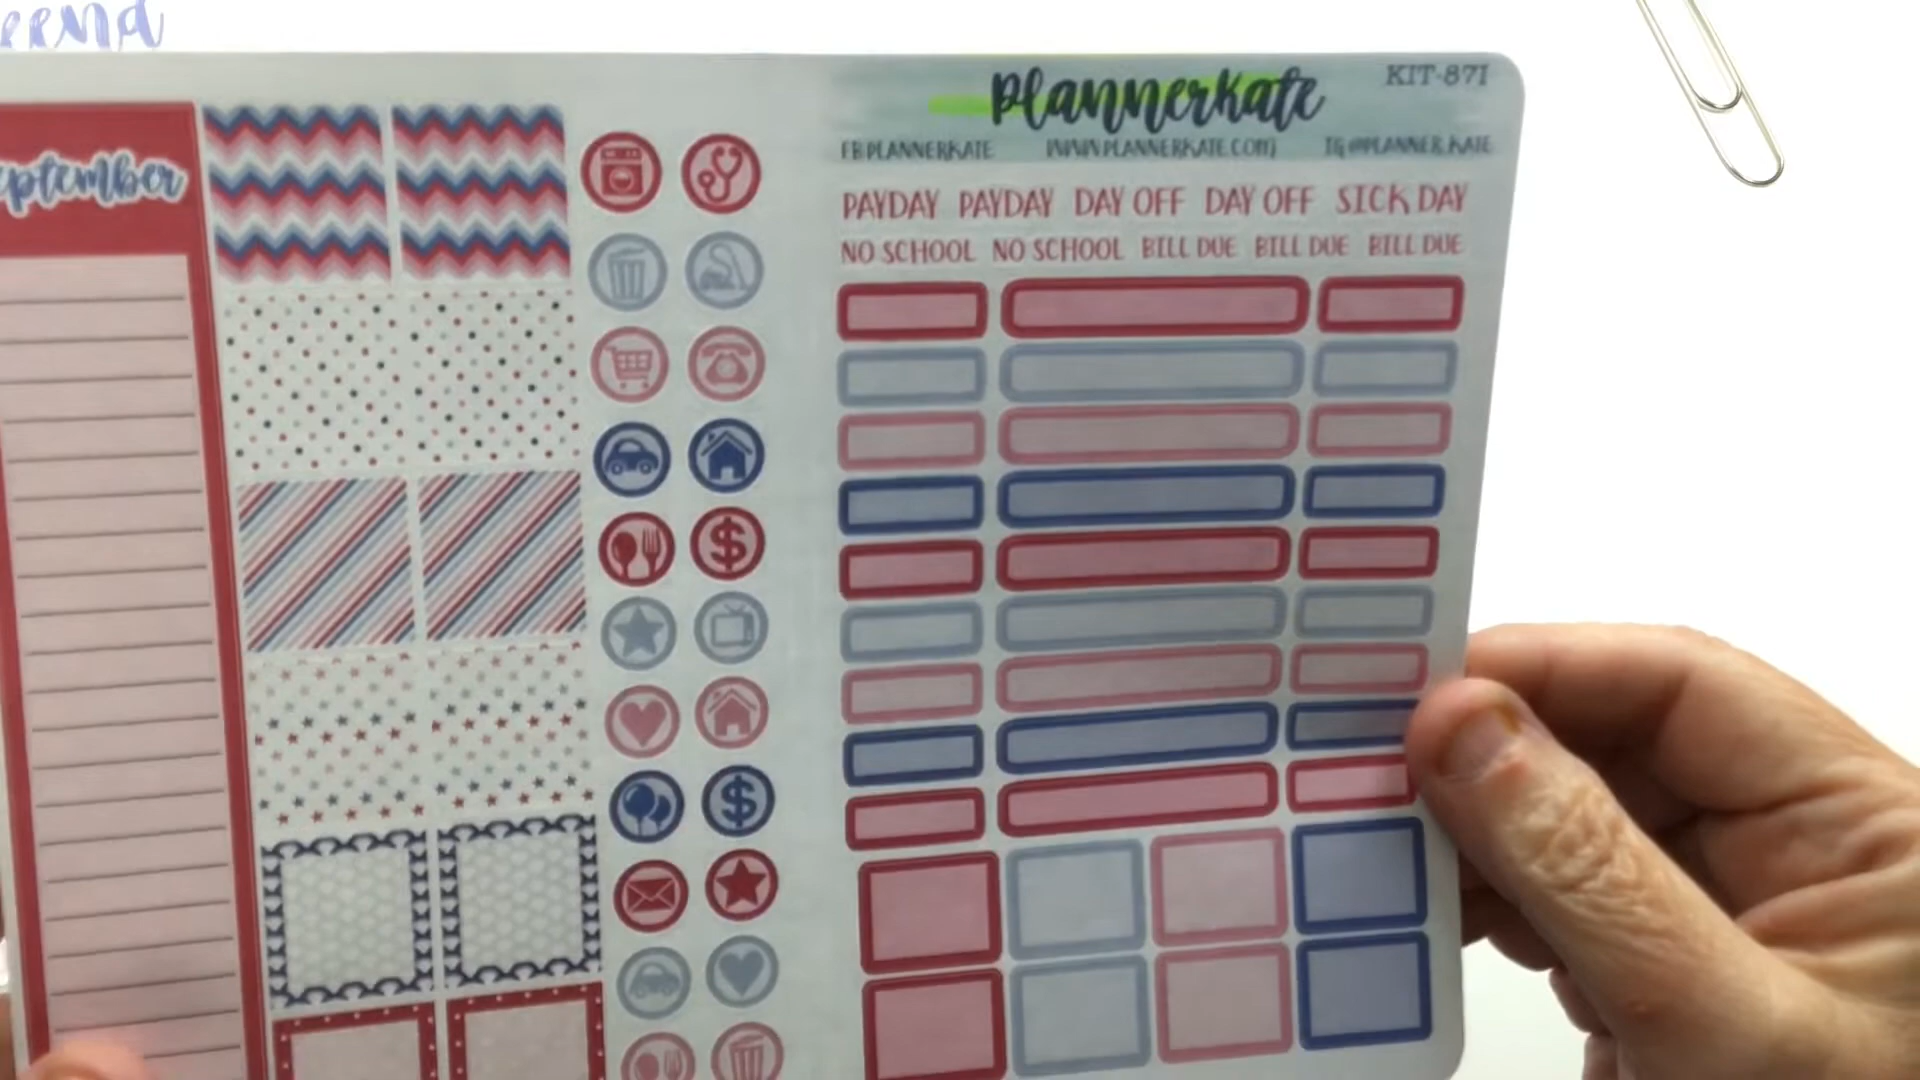 plannerkate
KIT-871
FB PLANNERKATE WWW.PLANNERKATE.COM IG @PLANNER.KATE
PAYDAY PAYDAY DAY OFF DAY OFF SICK DAY
NO SCHOOL NO SCHOOL BILL DUE BILL DUE BILL DUE
eptember